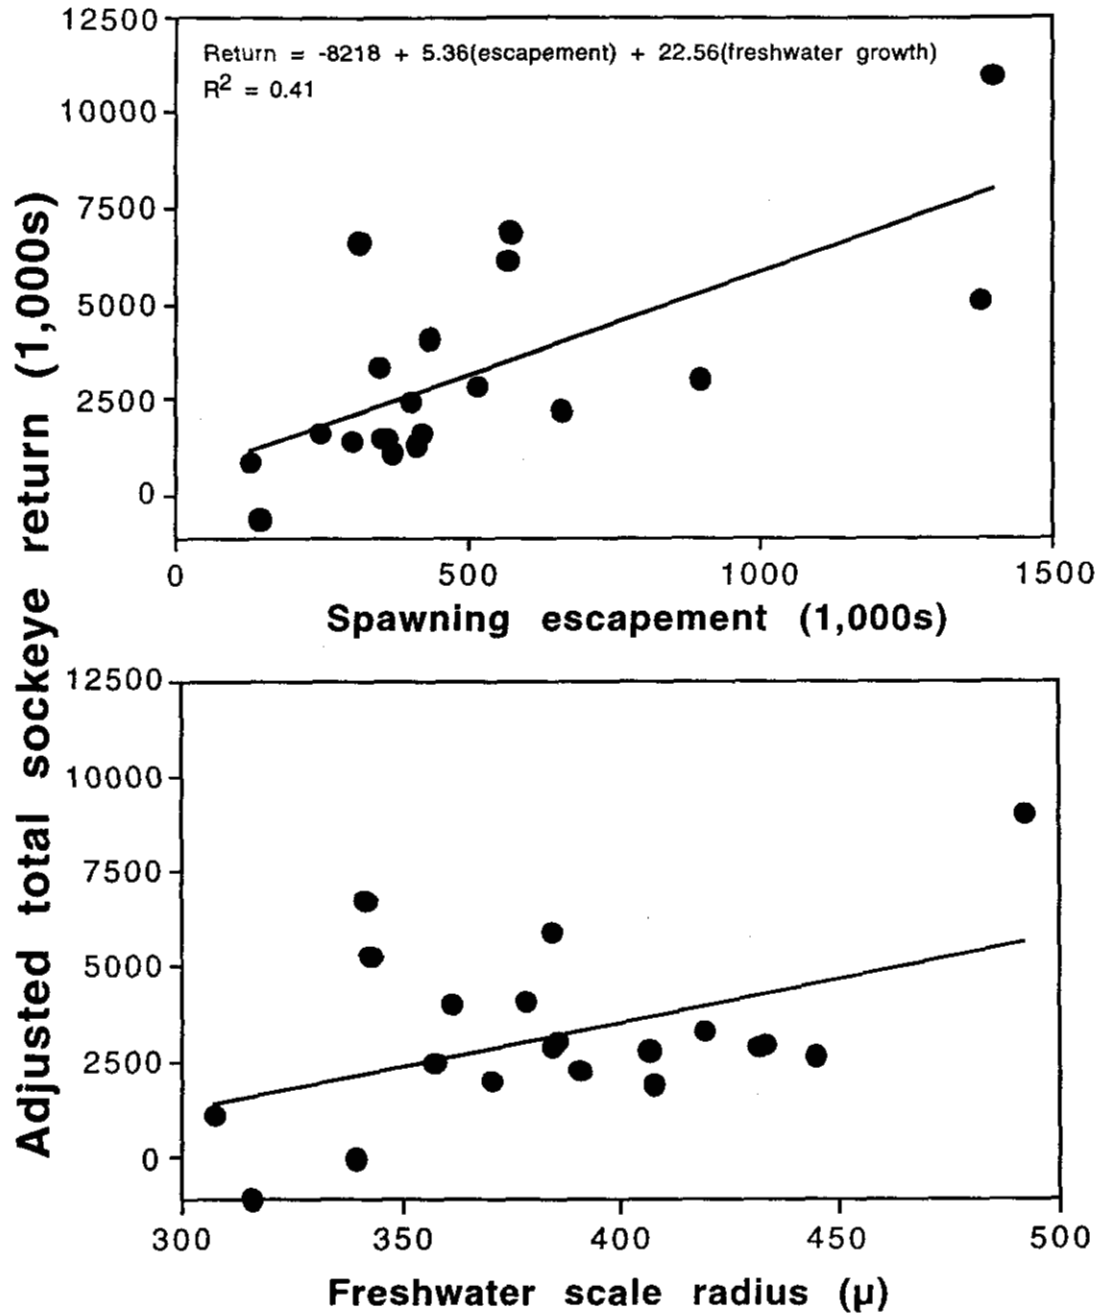 Adjusted total sockeye return (1,000s)
12500
10000
7500
5000
2500
0
Return = -8218 + 5.36(escapement) + 22.56(freshwater growth)
R² = 0.41
0 500 1000 1500
Spawning escapement (1,000s)
12500
10000
7500
5000
2500
0
300 350 400 450 500
Freshwater scale radius (μ)